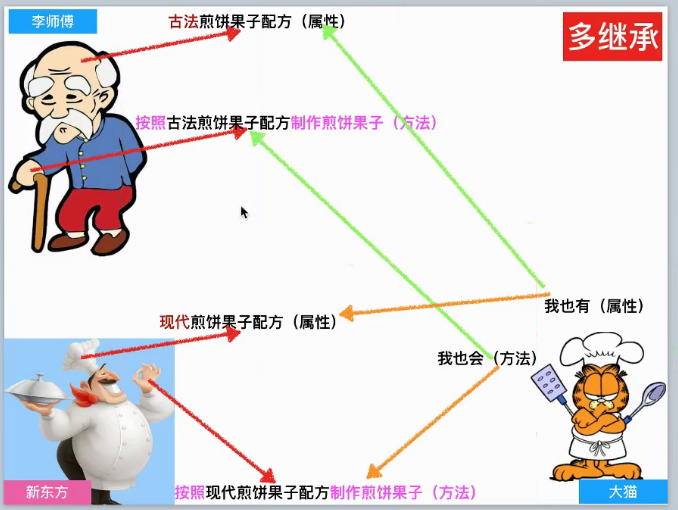 李师傅
古法煎饼果子配方（属性）
多继承
按照古法煎饼果子配方制作煎饼果子（方法）
我也有（属性）
现代煎饼果子配方（属性）
我也会（方法）
新东方
按照现代煎饼果子配方制作煎饼果子（方法）
大猫